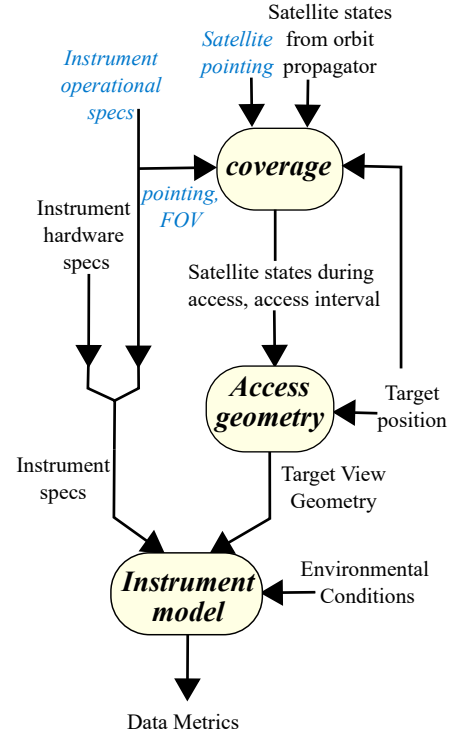 Satellite states
from orbit
propagator
Satellite
pointing
Instrument
operational
specs
coverage
pointing,
FOV
Instrument
hardware
specs
Satellite states during
access, access interval
Access
geometry
Target
position
Instrument
specs
Target View
Geometry
Instrument
model
Environmental
Conditions
Data Metrics